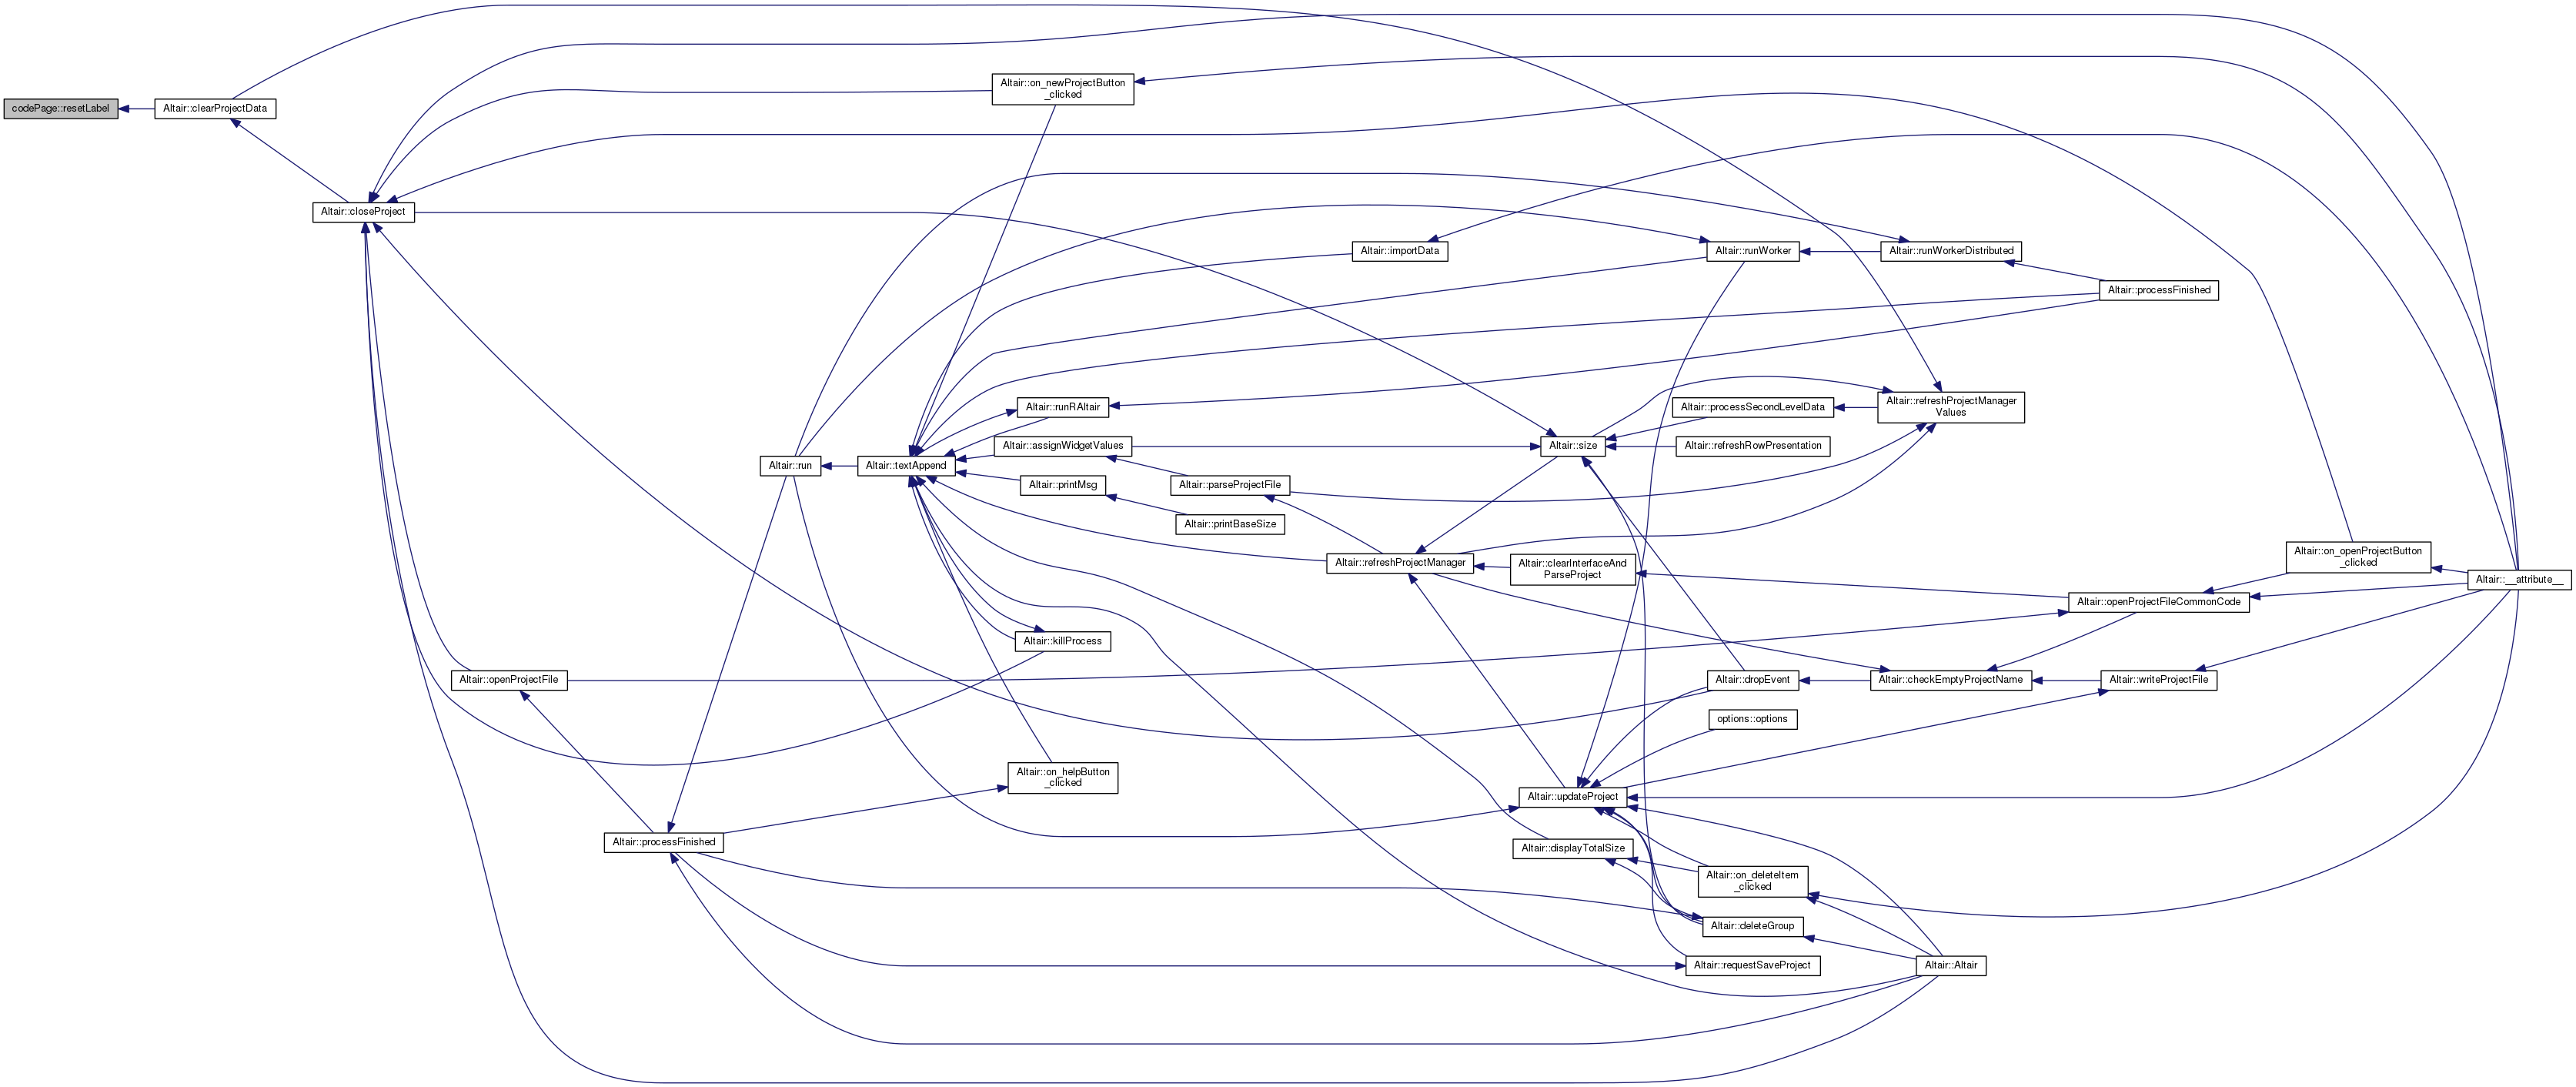 codePage::resetLabel
Altair::clearProjectData
Altair::closeProject
Altair::openProjectFile
Altair::processFinished
Altair::run
Altair::textAppend
Altair::on_newProjectButton
_clicked
Altair::runRAltair
Altair::assignWidgetValues
Altair::printMsg
Altair::killProcess
Altair::on_helpButton
_clicked
Altair::parseProjectFile
Altair::printBaseSize
Altair::importData
Altair::refreshProjectManager
Altair::size
Altair::clearInterfaceAnd
ParseProject
Altair::updateProject
Altair::displayTotalSize
Altair::runWorker
Altair::processSecondLevelData
Altair::refreshRowPresentation
Altair::dropEvent
options::options
Altair::on_deleteItem
_clicked
Altair::deleteGroup
Altair::requestSaveProject
Altair::runWorkerDistributed
Altair::refreshProjectManager
Values
Altair::checkEmptyProjectName
Altair::Altair
Altair::processFinished
Altair::openProjectFileCommonCode
Altair::writeProjectFile
Altair::on_openProjectButton
_clicked
Altair::__attribute__